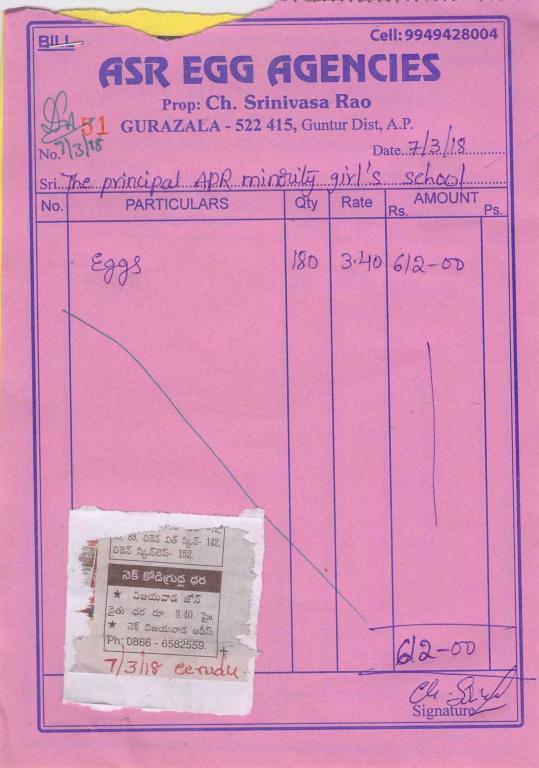 BILL
Cell: 9949428004
ASR EGG AGENCIES
Prop: Ch. Srinivasa Rao
51 GURAZALA - 522 415, Guntur Dist, A.P.
No. 7/3/18 Date. 7/3/18
Sri. The principal APR minority girl's school
No. PARTICULARS Qty Rate AMOUNT
Rs. Ps.
Eggs 180 3.40 612-00
89, చికెన్ విత్ స్కిన్- 142,
చికెన్ స్కిన్‌లెస్- 152.
నెక్ కోడిగ్రుడ్ల ధర
★ విజయవాడ జోన్
రైతు ధర రూ. 3.40 పై
★ నెక్ విజయవాడ ఆఫీస్
Ph: 0866 - 6582559.
7/3/18 eenadu.
612-00
Signature